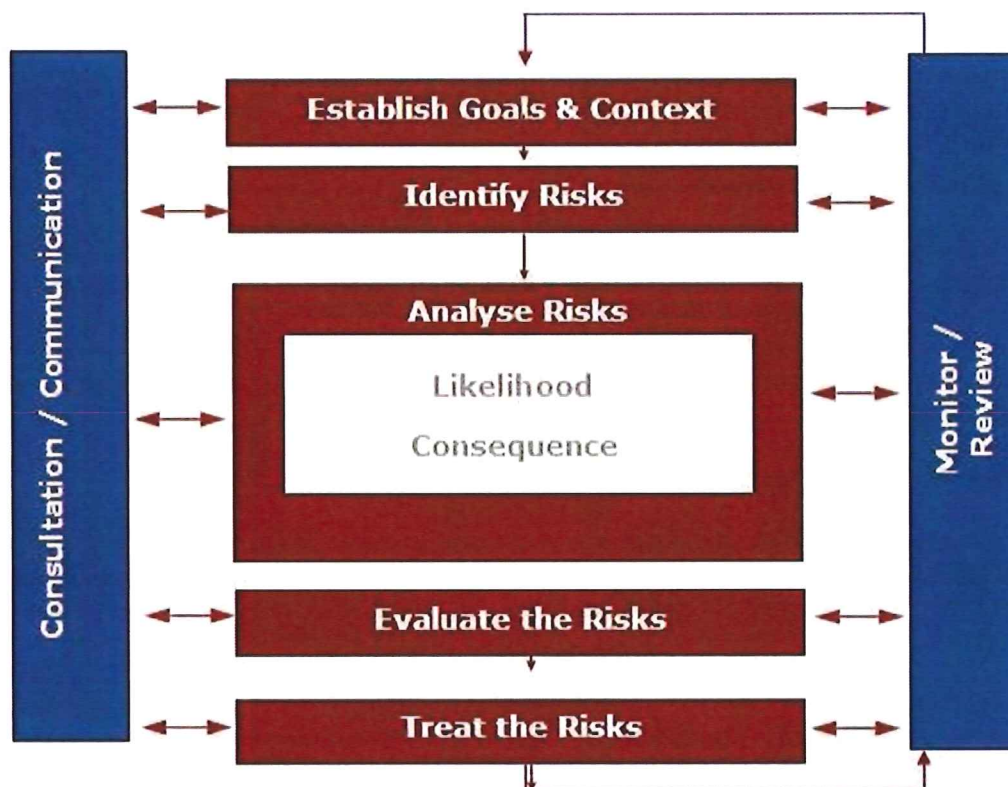 Establish Goals & Context
Identify Risks
Analyse Risks
Likelihood
Consequence
Evaluate the Risks
Treat the Risks
Consultation / Communication
Monitor /
Review